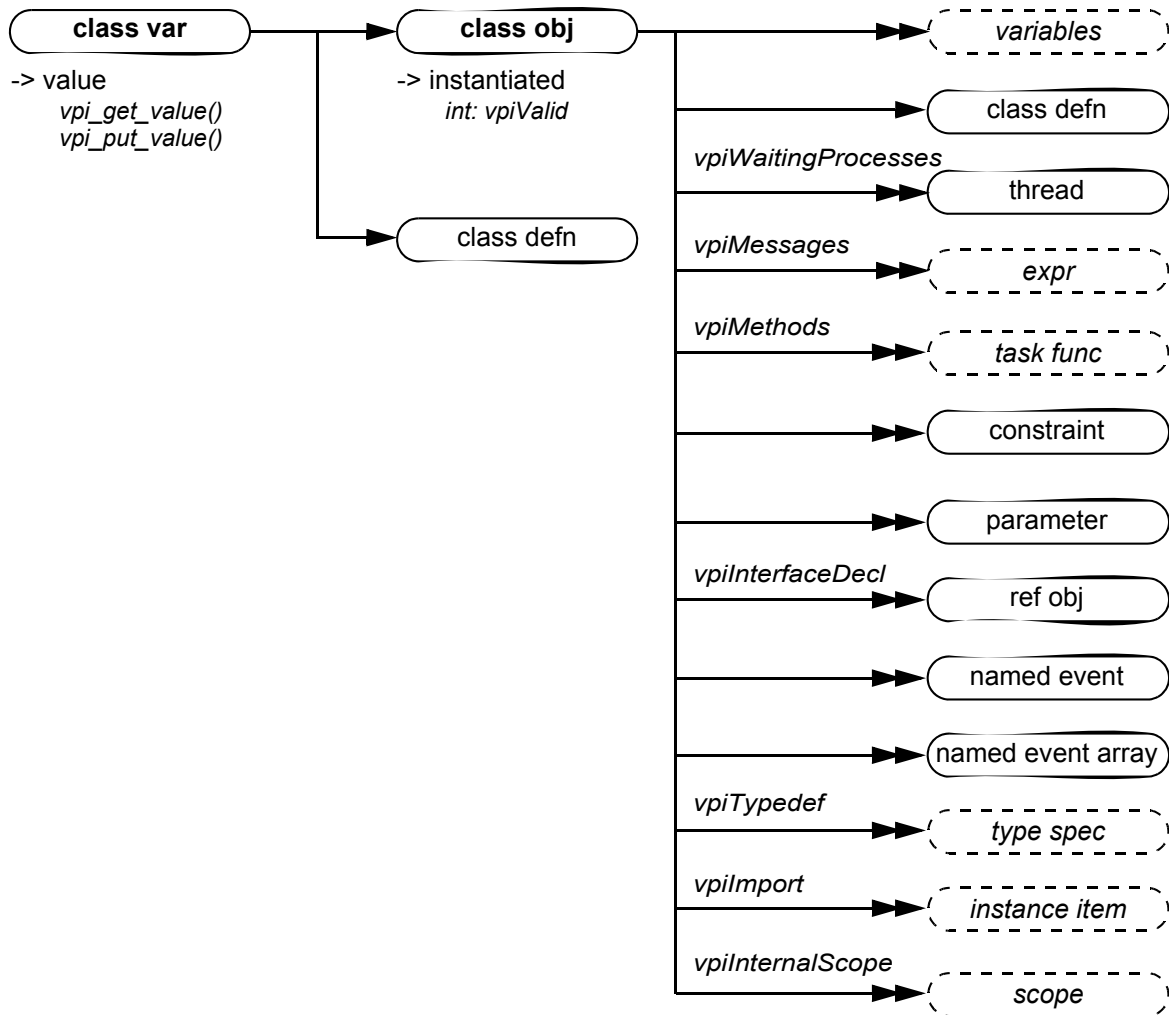 class var
-> value
vpi_get_value()
vpi_put_value()
class obj
-> instantiated
int: vpiValid
class defn
variables
class defn
vpiWaitingProcesses
thread
vpiMessages
expr
vpiMethods
task func
constraint
parameter
vpiInterfaceDecl
ref obj
named event
named event array
vpiTypedef
type spec
vpiImport
instance item
vpiInternalScope
scope